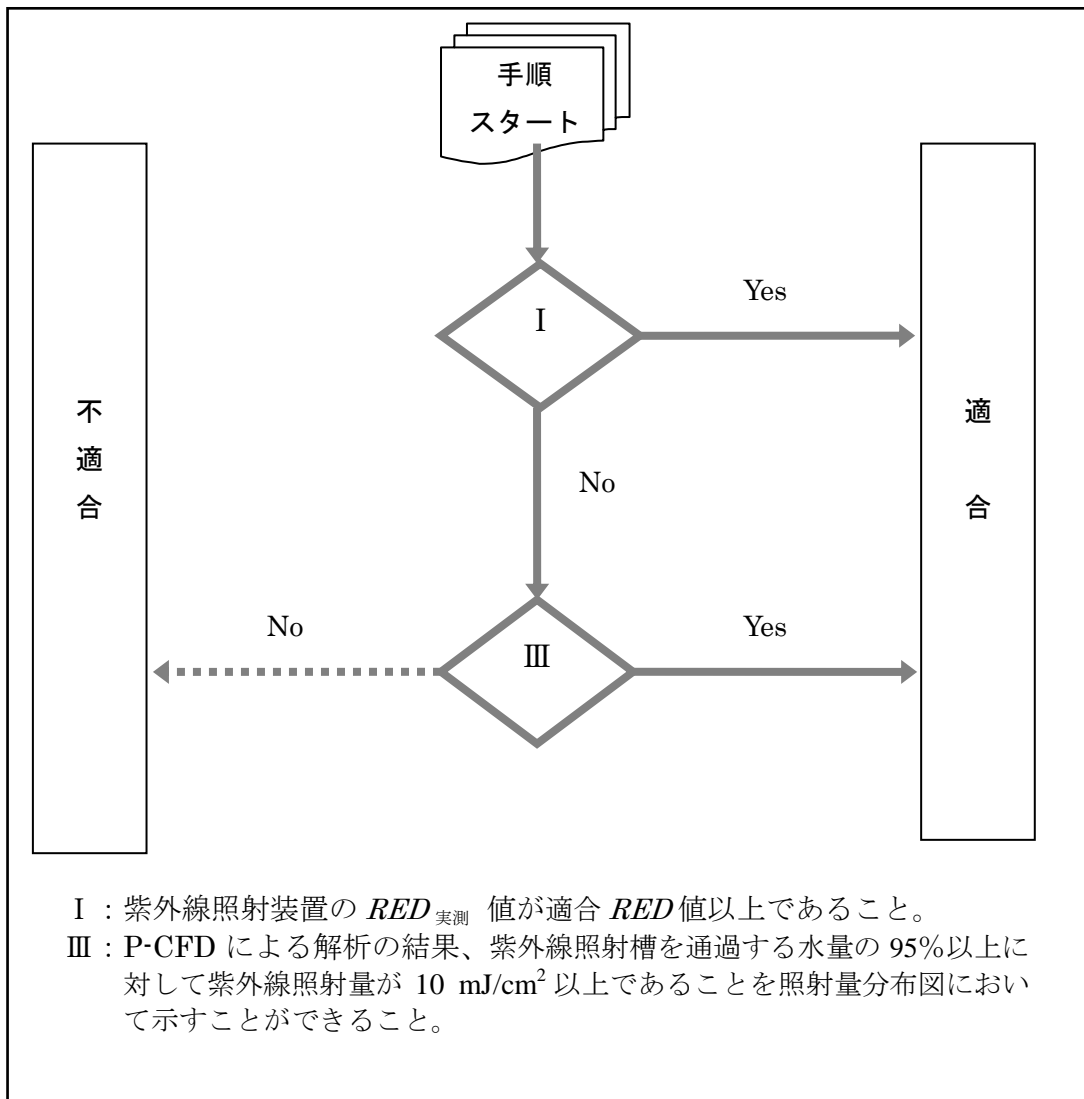 手順
スタート
Ⅰ
Yes
不適合
適合
No
No
Ⅲ
Yes
Ⅰ：紫外線照射装置の RED 実測 値が適合 RED 値以上であること。
Ⅲ：P-CFD による解析の結果、紫外線照射槽を通過する水量の 95%以上に
対して紫外線照射量が 10 mJ/cm² 以上であることを照射量分布図におい
て示すことができること。